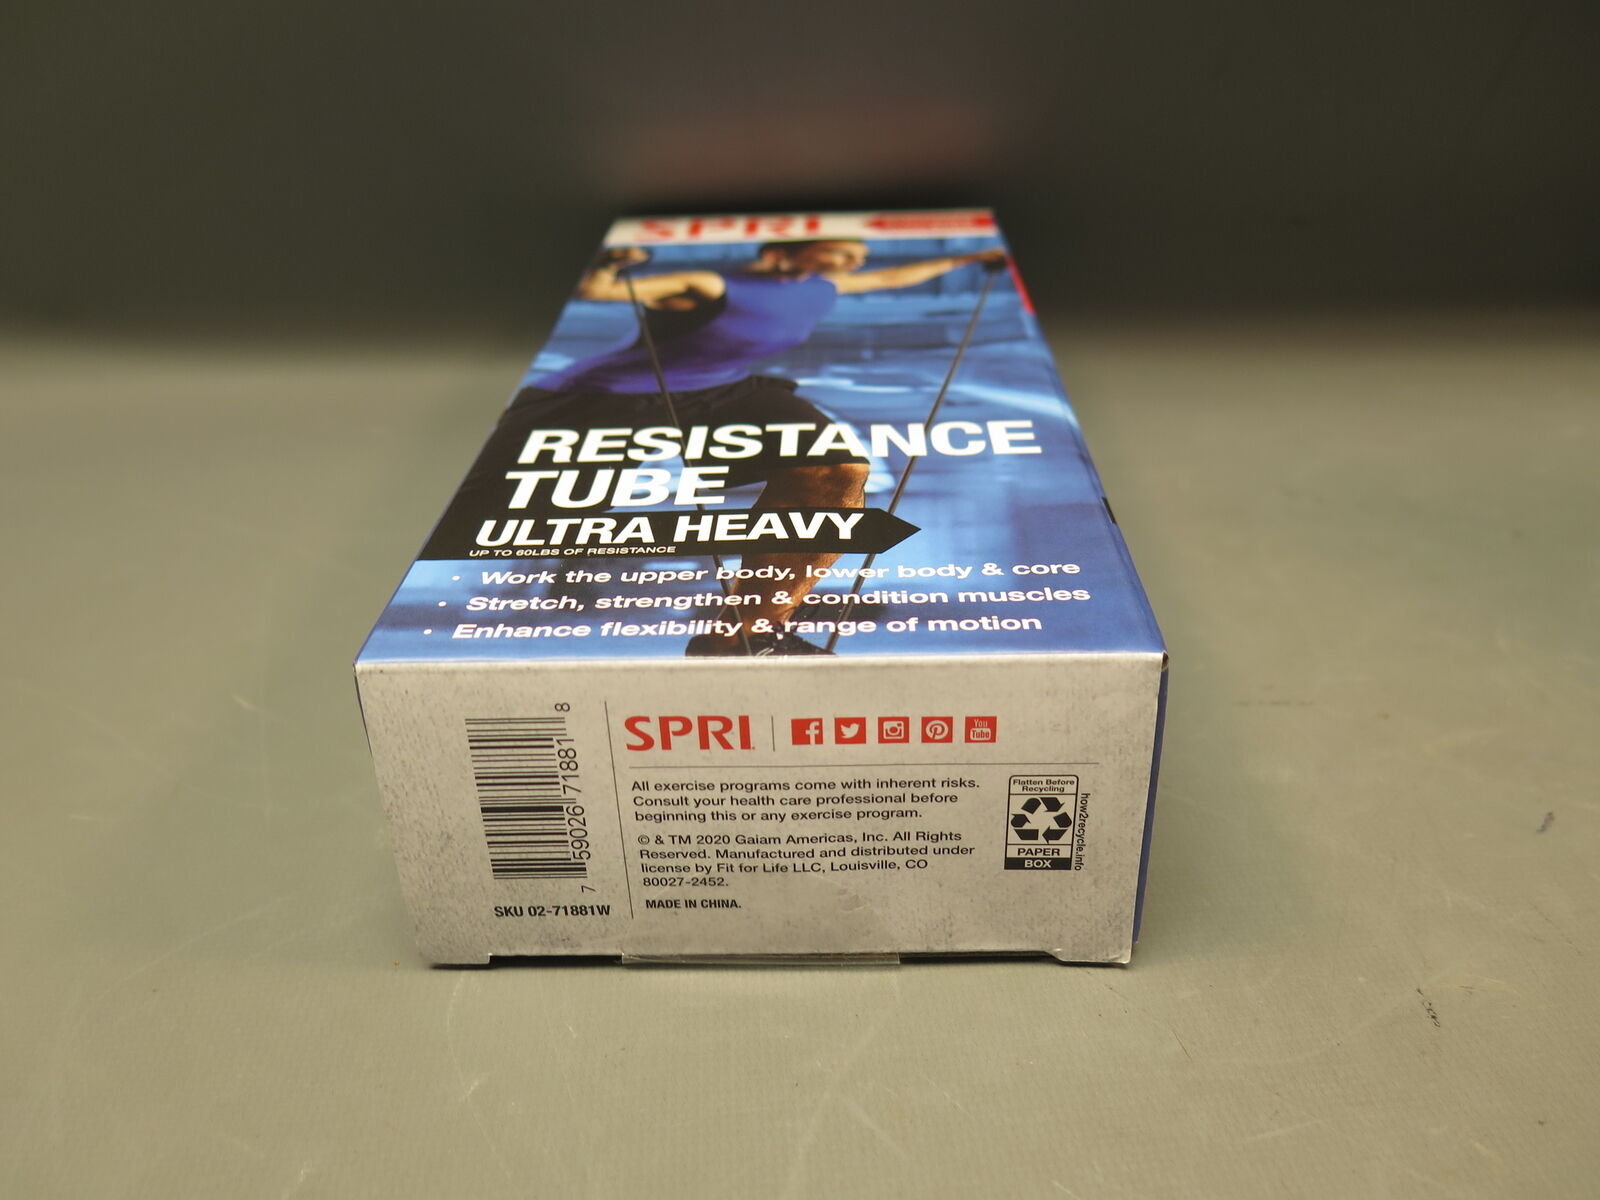 SPRI
RESISTANCE
TUBE
ULTRA HEAVY
UP TO 60LBS OF RESISTANCE
• Work the upper body, lower body & core
• Stretch, strengthen & condition muscles
• Enhance flexibility & range of motion
7 59026 71881 8
SKU 02-71881W
SPRI
You
Tube
All exercise programs come with inherent risks.
Consult your health care professional before
beginning this or any exercise program.
© & TM 2020 Gaiam Americas, Inc. All Rights
Reserved. Manufactured and distributed under
license by Fit for Life LLC, Louisville, CO
80027-2452.
MADE IN CHINA.
Flatten Before
Recycling
PAPER
BOX
how2recycle.info